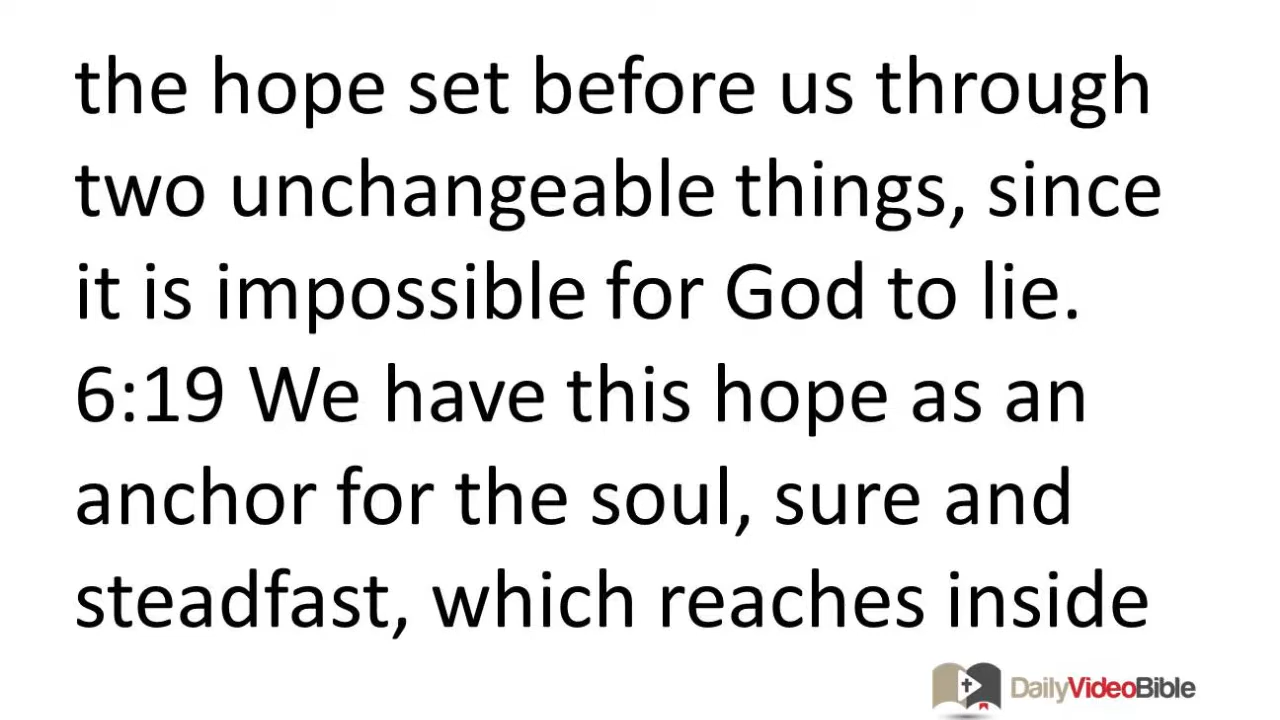 the hope set before us through
two unchangeable things, since
it is impossible for God to lie.
6:19 We have this hope as an
anchor for the soul, sure and
steadfast, which reaches inside
DailyVideoBible